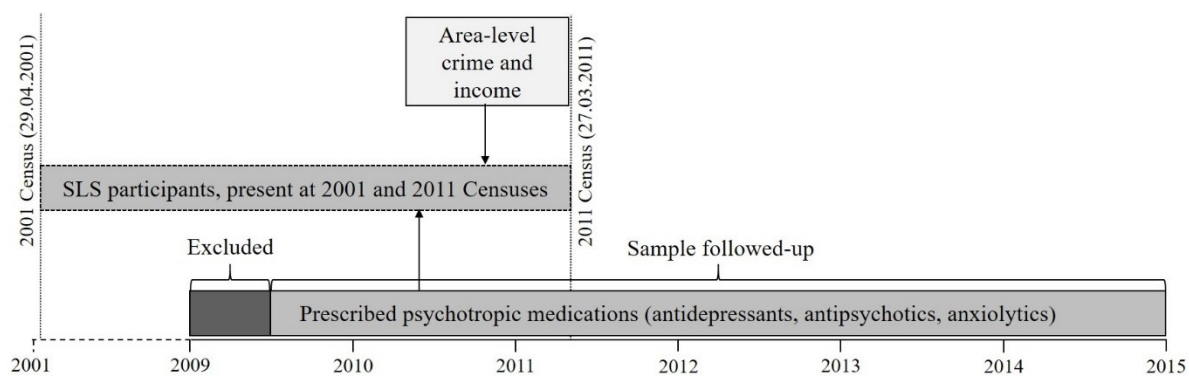 Area-level
crime and
income
2001 Census (29.04.2001)
2011 Census (27.03.2011)
SLS participants, present at 2001 and 2011 Censuses
Excluded
Sample followed-up
Prescribed psychotropic medications (antidepressants, antipsychotics, anxiolytics)
2001 2009 2010 2011 2012 2013 2014 2015